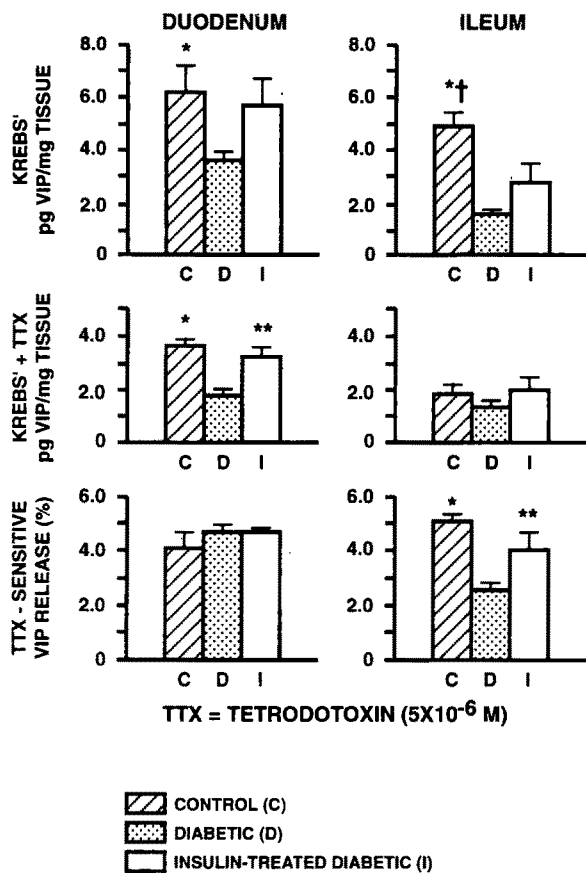 DUODENUM ILEUM
KREBS'
pg VIP/mg TISSUE
8.0
6.0
4.0
2.0
0
*
C D I
8.0
6.0
4.0
2.0
0
*†
C D I
KREBS' + TTX
pg VIP/mg TISSUE
4.0
2.0
0
* **
C D I
4.0
2.0
0
C D I
TTX - SENSITIVE
VIP RELEASE (%)
6.0
4.0
2.0
0
C D I
6.0
4.0
2.0
0
* **
C D I
TTX = TETRODOTOXIN (5X10⁻⁶ M)
CONTROL (C)
DIABETIC (D)
INSULIN-TREATED DIABETIC (I)